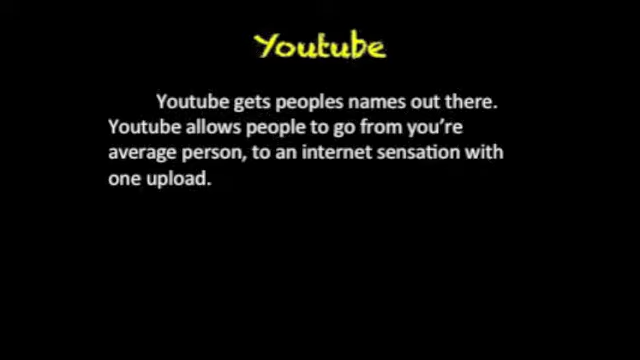 Youtube
Youtube gets peoples names out there.
Youtube allows people to go from you’re
average person, to an internet sensation with
one upload.